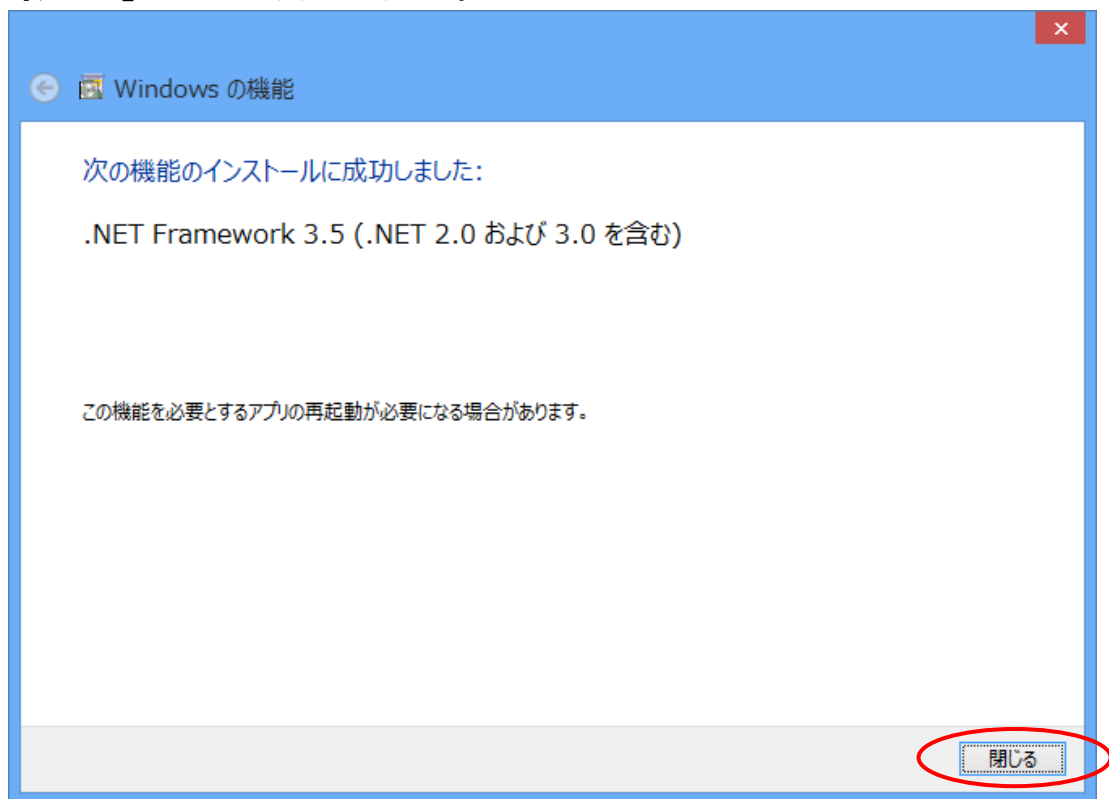 Windows の機能
次の機能のインストールに成功しました:
.NET Framework 3.5 (.NET 2.0 および 3.0 を含む)
この機能を必要とするアプリの再起動が必要になる場合があります。
閉じる